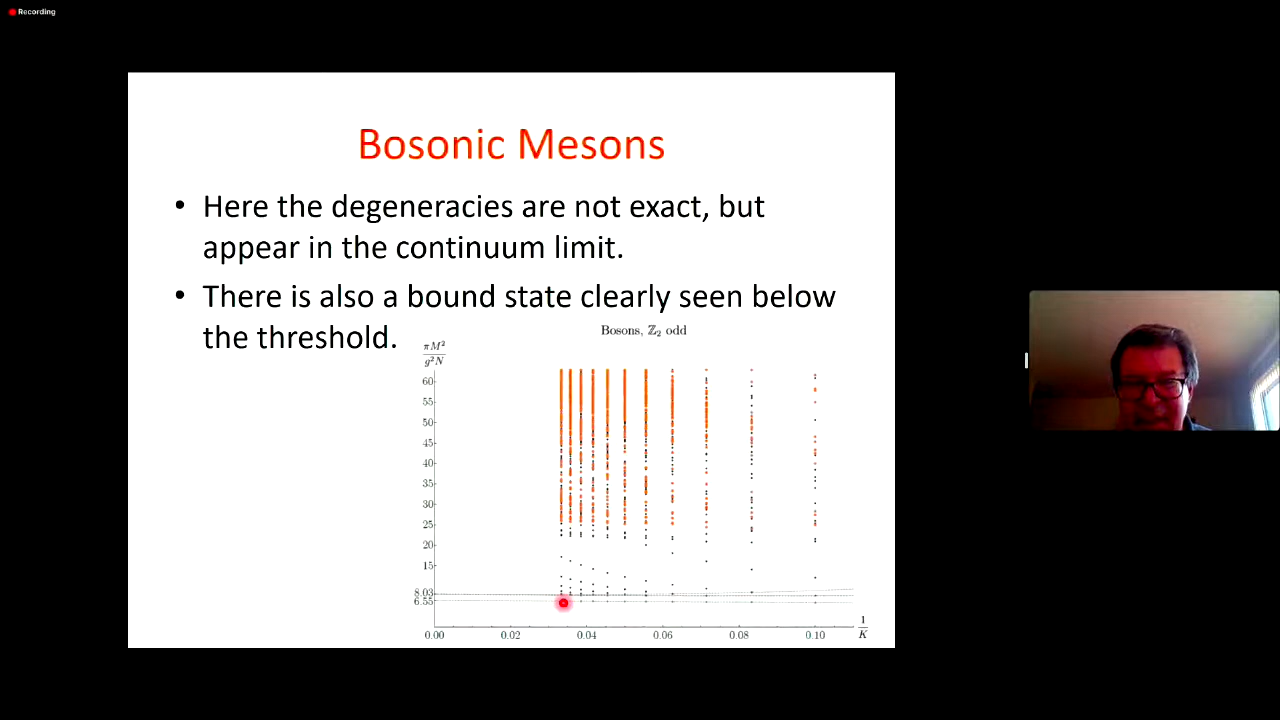 Recording
Bosonic Mesons
• Here the degeneracies are not exact, but
appear in the continuum limit.
• There is also a bound state clearly seen below
the threshold.
Bosons, ℤ₂ odd
πM²
g²N
60
55
50
45
40
35
30
25
20
15
8.03
6.55
0.00 0.02 0.04 0.06 0.08 0.10
1
K